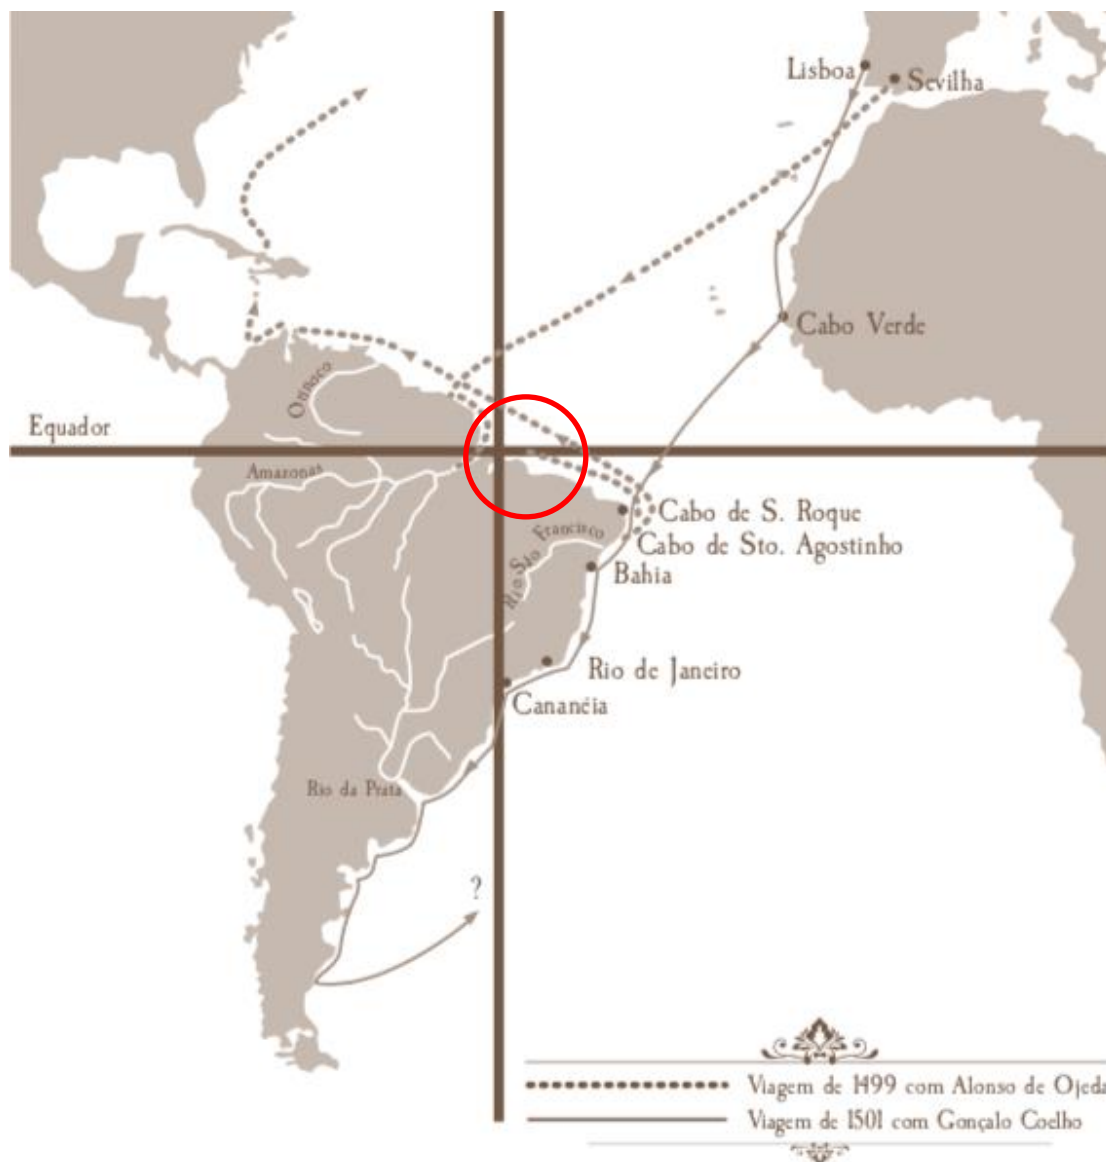 Lisboa
Sevilha
Cabo Verde
Orinoco
Equador
Amazonas
Cabo de S. Roque
Rio São Francisco
Cabo de Sto. Agostinho
Bahia
Rio de Janeiro
Cananéia
Rio da Prata
?
Viagem de 1499 com Alonso de Ojeda
Viagem de 1501 com Gonçalo Coelho